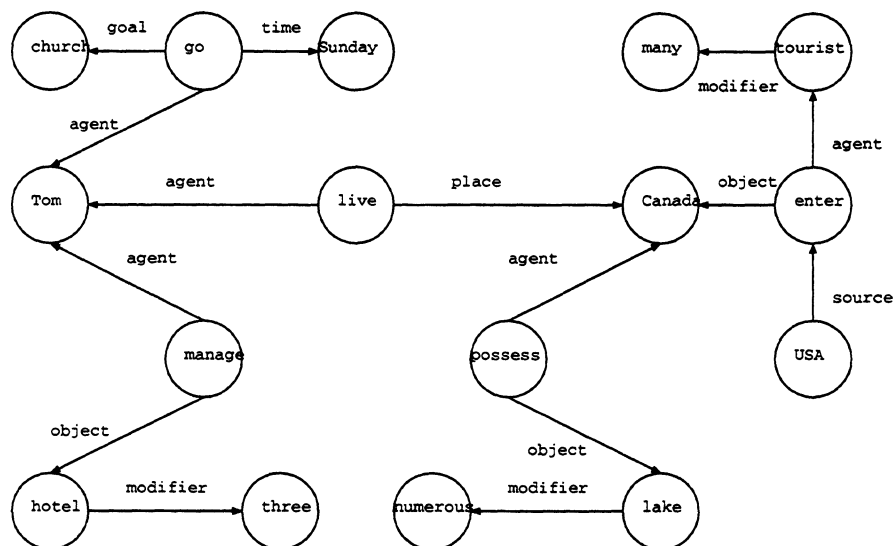 goal time
church go Sunday many tourist
modifier
agent agent
agent place object
Tom live Canada enter
agent agent
source
manage possess USA
object object
modifier modifier
hotel three numerous lake